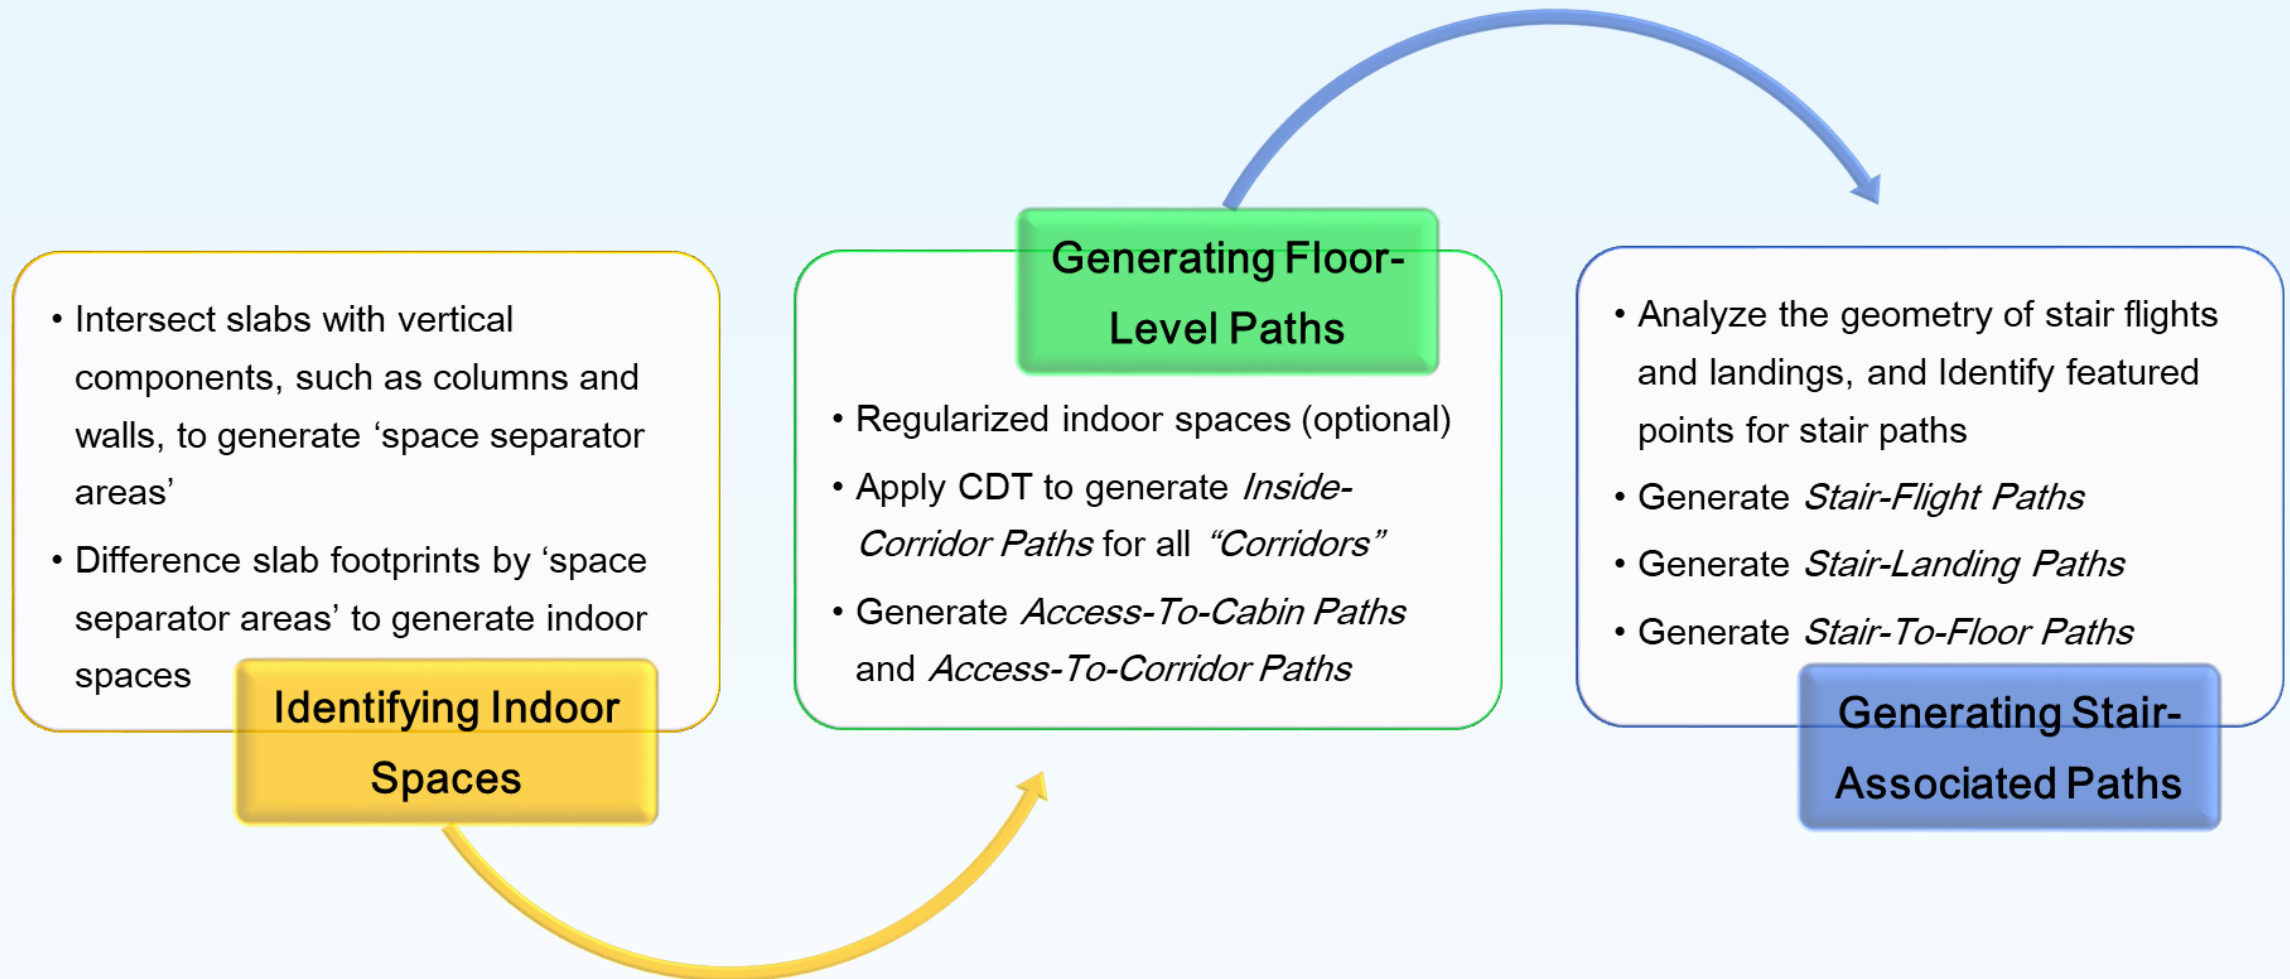 • Intersect slabs with vertical
components, such as columns and
walls, to generate ‘space separator
areas’
• Difference slab footprints by ‘space
separator areas’ to generate indoor
spaces
Identifying Indoor
Spaces
Generating Floor-
Level Paths
• Regularized indoor spaces (optional)
• Apply CDT to generate Inside-
Corridor Paths for all “Corridors”
• Generate Access-To-Cabin Paths
and Access-To-Corridor Paths
• Analyze the geometry of stair flights
and landings, and Identify featured
points for stair paths
• Generate Stair-Flight Paths
• Generate Stair-Landing Paths
• Generate Stair-To-Floor Paths
Generating Stair-
Associated Paths